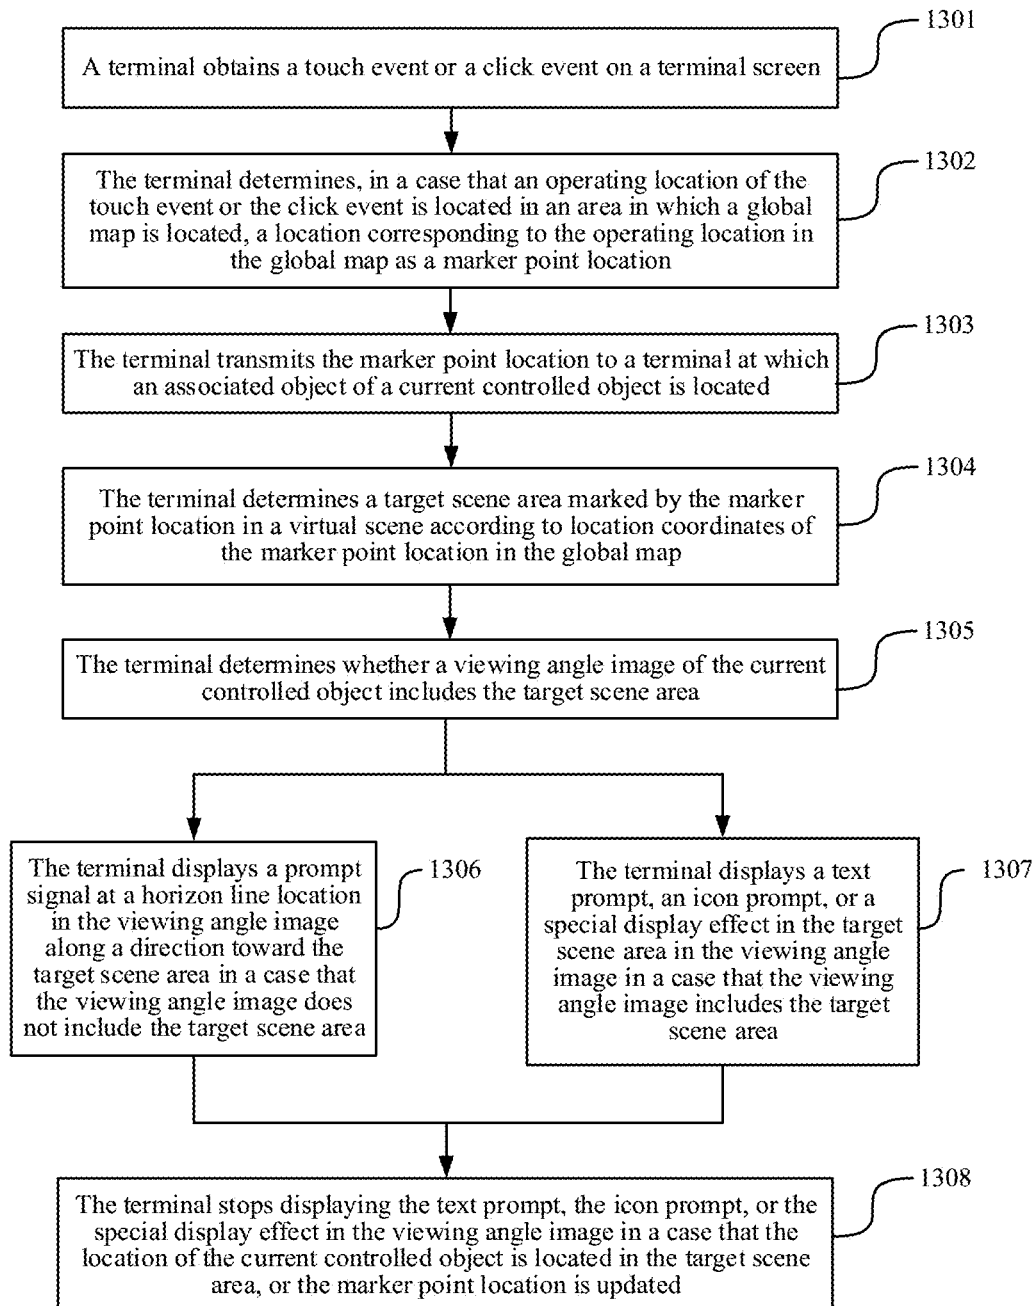 1301
A terminal obtains a touch event or a click event on a terminal screen
1302
The terminal determines, in a case that an operating location of the
touch event or the click event is located in an area in which a global
map is located, a location corresponding to the operating location in
the global map as a marker point location
1303
The terminal transmits the marker point location to a terminal at which
an associated object of a current controlled object is located
1304
The terminal determines a target scene area marked by the marker
point location in a virtual scene according to location coordinates of
the marker point location in the global map
1305
The terminal determines whether a viewing angle image of the current
controlled object includes the target scene area
1306
The terminal displays a prompt
signal at a horizon line location
in the viewing angle image
along a direction toward the
target scene area in a case that
the viewing angle image does
not include the target scene area
1307
The terminal displays a text
prompt, an icon prompt, or a
special display effect in the target
scene area in the viewing angle
image in a case that the viewing
angle image includes the target
scene area
1308
The terminal stops displaying the text prompt, the icon prompt, or the
special display effect in the viewing angle image in a case that the
location of the current controlled object is located in the target scene
area, or the marker point location is updated